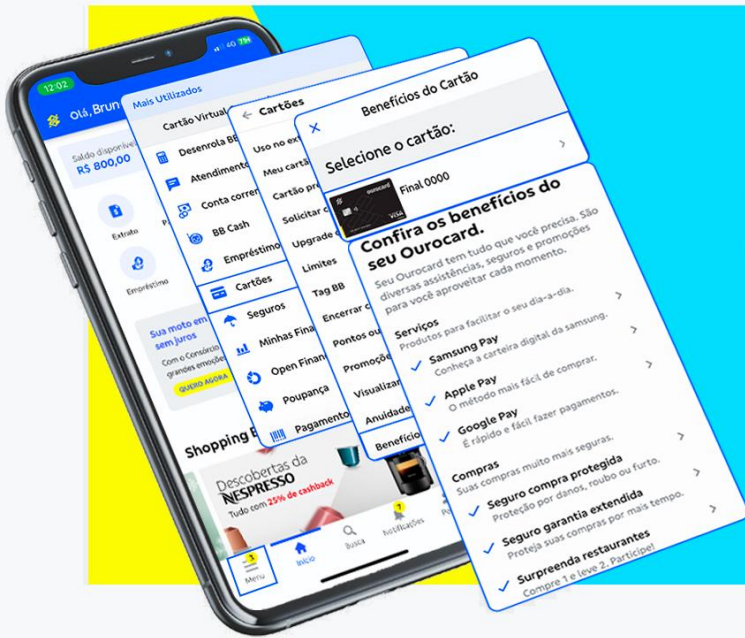 12:02
4G 79
Olá, Brun
Saldo disponível
R$ 800,00
Extrato
Empréstimo
Sua moto em
sem juros
Com o Consórcio
grandes emoções
QUERO AGORA
Shopping
Descobertas da
NESPRESSO
Tudo com 25% de cashback
3
Menu
Início
Busca
7
Notificações
Mais Utilizados
Cartão Virtual
Desenrola BB
Atendimento
Conta corren
BB Cash
Empréstimo
Cartões
Seguros
Minhas Fina
Open Finan
Poupança
Pagamento
← Cartões
Uso no ext
Meu cartã
Cartão pre
Solicitar c
Upgrade
Limites
Tag BB
Encerrar c
Pontos ou
Promoçõe
Visualizar
Anuidade
Benefício
Benefícios do Cartão
Selecione o cartão:
ourocard
VISA
Final 0000
Confira os benefícios do
seu Ourocard.
Seu Ourocard tem tudo que você precisa. São
diversas assistências, seguros e promoções
para você aproveitar cada momento.
Serviços
Produtos para facilitar o seu dia-a-dia.
Samsung Pay
Conheça a carteira digital da samsung.
Apple Pay
O método mais fácil de comprar.
Google Pay
É rápido e fácil fazer pagamentos.
Compras
Suas compras muito mais seguras.
Seguro compra protegida
Proteção por danos, roubo ou furto.
Seguro garantia extendida
Proteja suas compras por mais tempo.
Surpreenda restaurantes
Compre 1 e leve 2. Participe!